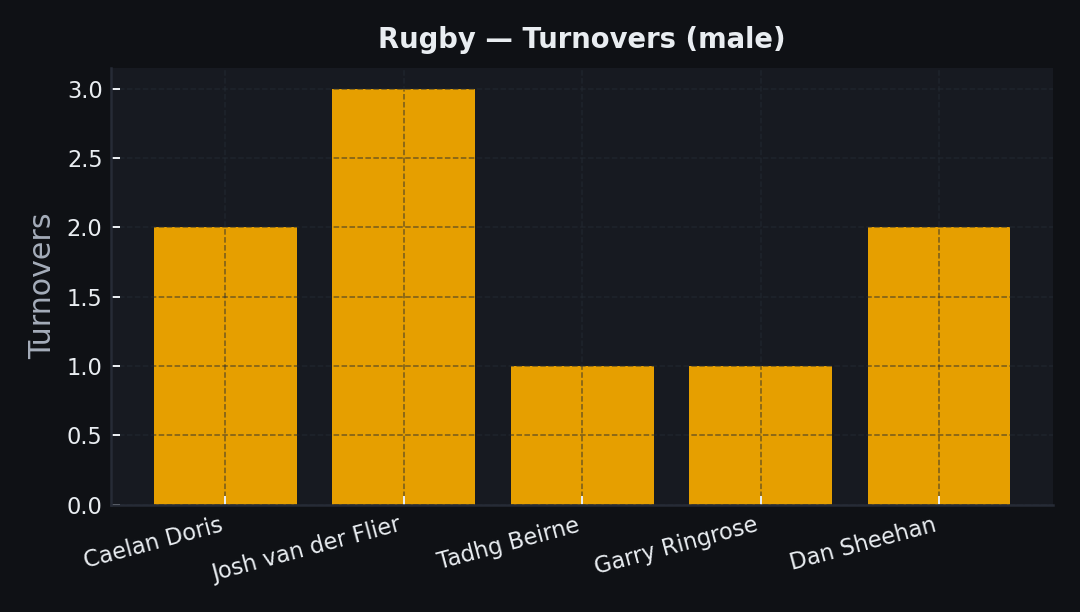 Rugby — Turnovers (male)
Turnovers
3.0
2.5
2.0
1.5
1.0
0.5
0.0
Caelan Doris
Josh van der Flier
Tadhg Beirne
Garry Ringrose
Dan Sheehan